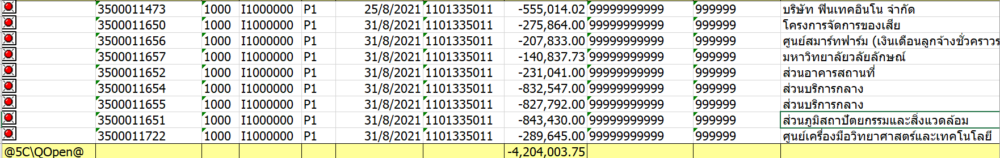 3500011473 1000 I1000000 P1 25/8/2021 1101335011 -555,014.02 99999999999 999999 บริษัท ฟินเทคอินโน จำกัด
3500011650 1000 I1000000 P1 31/8/2021 1101335011 -275,864.00 99999999999 999999 โครงการจัดการของเสีย
3500011656 1000 I1000000 P1 31/8/2021 1101335011 -207,833.00 99999999999 999999 ศูนย์สมาร์ทฟาร์ม (เงินเดือนลูกจ้างชั่วคราวร
3500011657 1000 I1000000 P1 31/8/2021 1101335011 -140,837.73 99999999999 999999 มหาวิทยาลัยวลัยลักษณ์
3500011652 1000 I1000000 P1 31/8/2021 1101335011 -231,041.00 99999999999 999999 ส่วนอาคารสถานที่
3500011654 1000 I1000000 P1 31/8/2021 1101335011 -832,547.00 99999999999 999999 ส่วนบริการกลาง
3500011655 1000 I1000000 P1 31/8/2021 1101335011 -827,792.00 99999999999 999999 ส่วนบริการกลาง
3500011651 1000 I1000000 P1 31/8/2021 1101335011 -843,430.00 99999999999 999999 ส่วนภูมิสถาปัตยกรรมและสิ่งแวดล้อม
3500011722 1000 I1000000 P1 31/8/2021 1101335011 -289,645.00 99999999999 999999 ศูนย์เครื่องมือวิทยาศาสตร์และเทคโนโลยี
@5C\QOpen@ -4,204,003.75